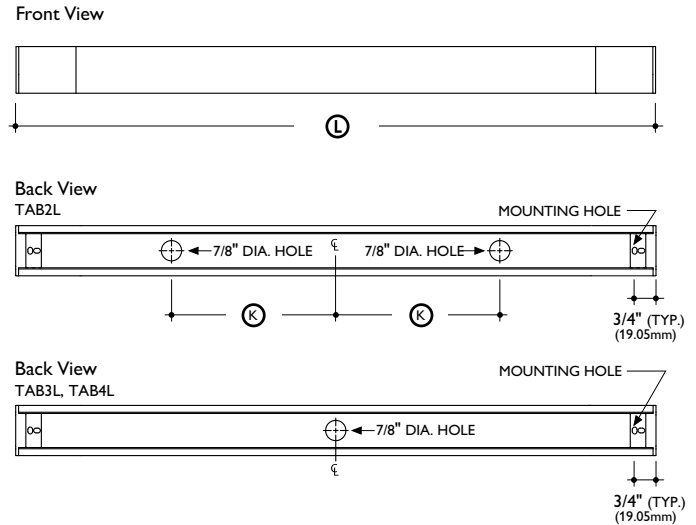 Front View
L
Back View
TAB2L
MOUNTING HOLE
7/8" DIA. HOLE ℄ 7/8" DIA. HOLE
K K
3/4" (TYP.)
(19.05mm)
Back View
TAB3L, TAB4L
MOUNTING HOLE
7/8" DIA. HOLE
℄
3/4" (TYP.)
(19.05mm)